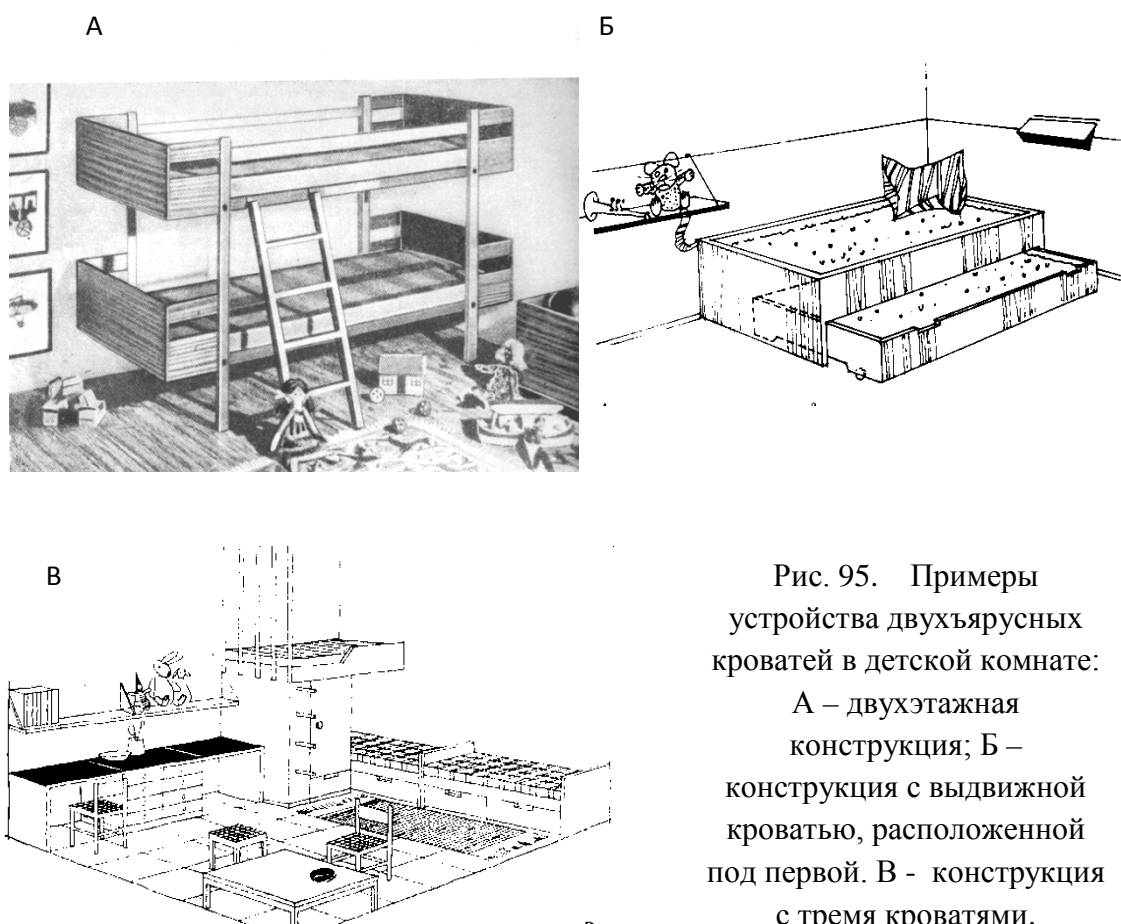 А
Б
В
Рис. 95. Примеры
устройства двухъярусных
кроватей в детской комнате:
А – двухэтажная
конструкция; Б –
конструкция с выдвижной
кроватью, расположенной
под первой. В - конструкция
с тремя кроватями.